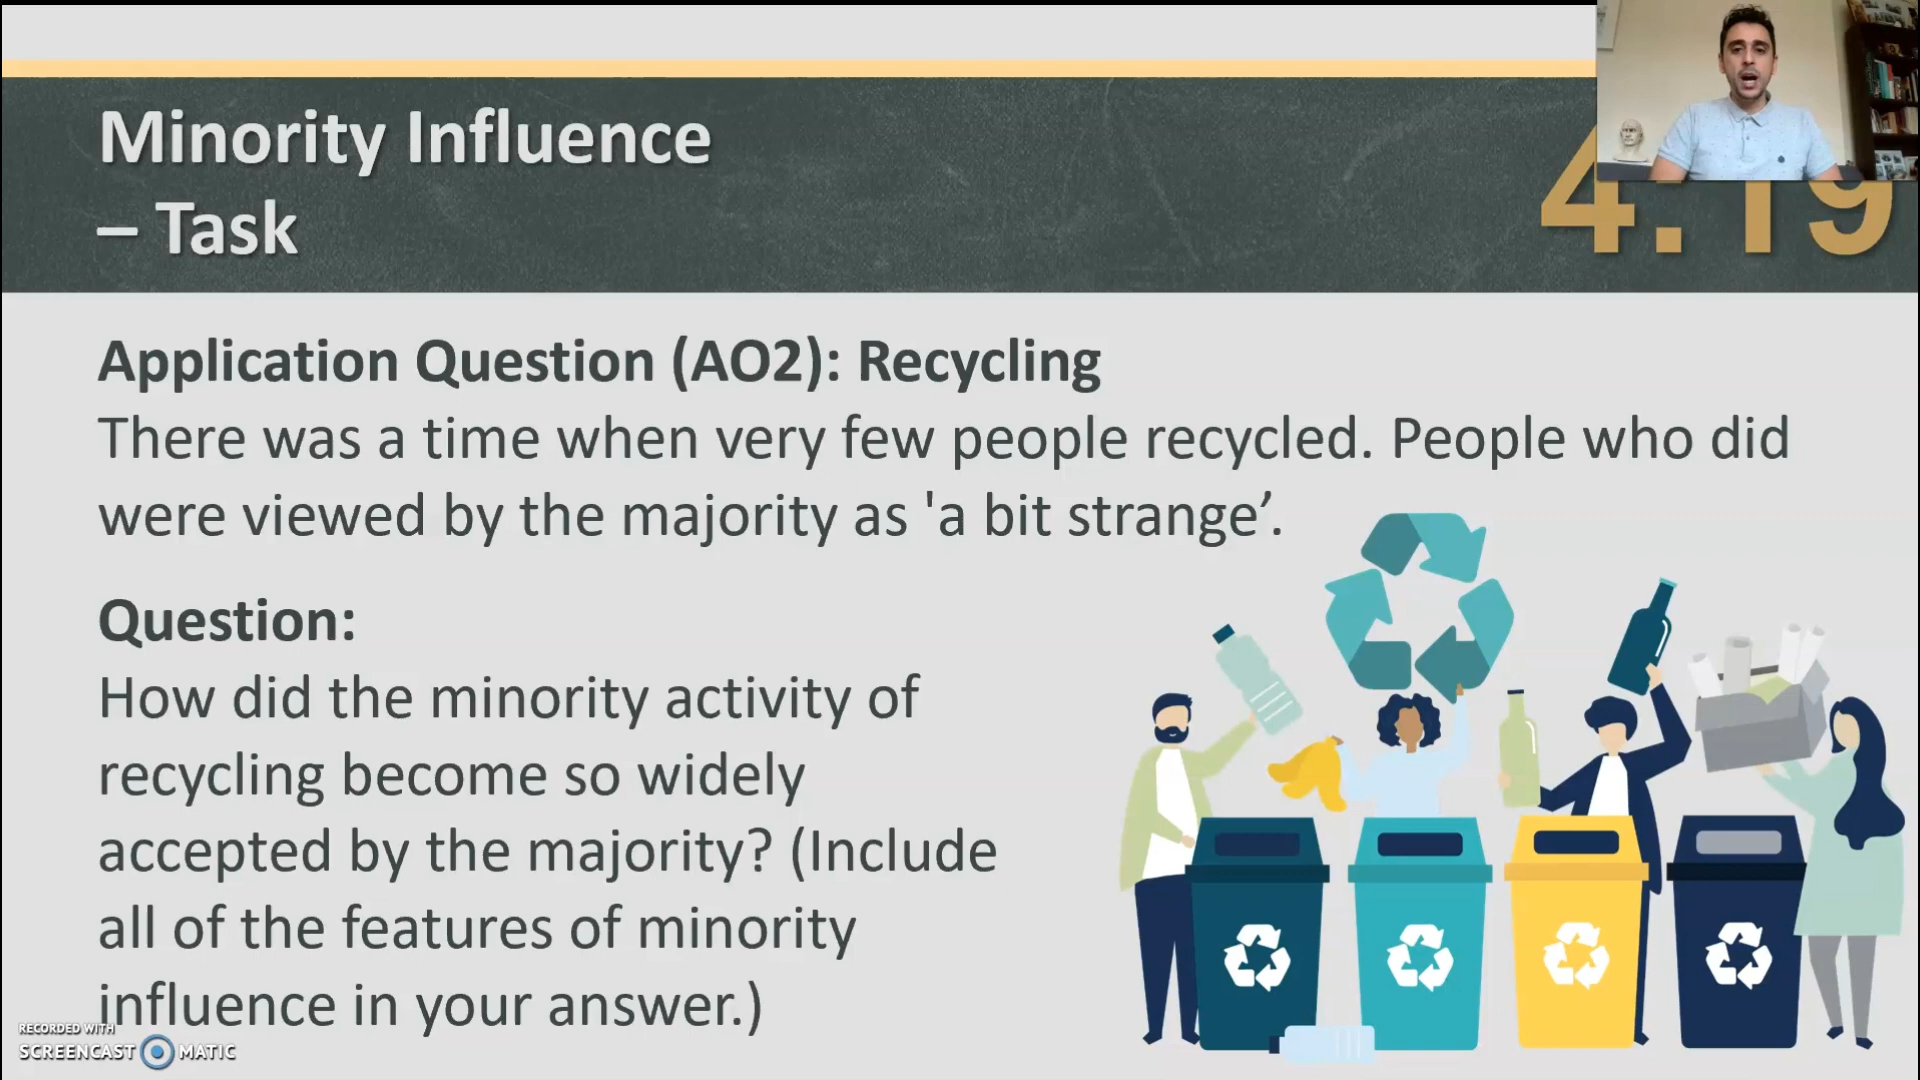 Minority Influence
– Task
4:19
Application Question (AO2): Recycling
There was a time when very few people recycled. People who did
were viewed by the majority as 'a bit strange’.
Question:
How did the minority activity of
recycling become so widely
accepted by the majority? (Include
all of the features of minority
influence in your answer.)
RECORDED WITH
SCREENCAST MATIC